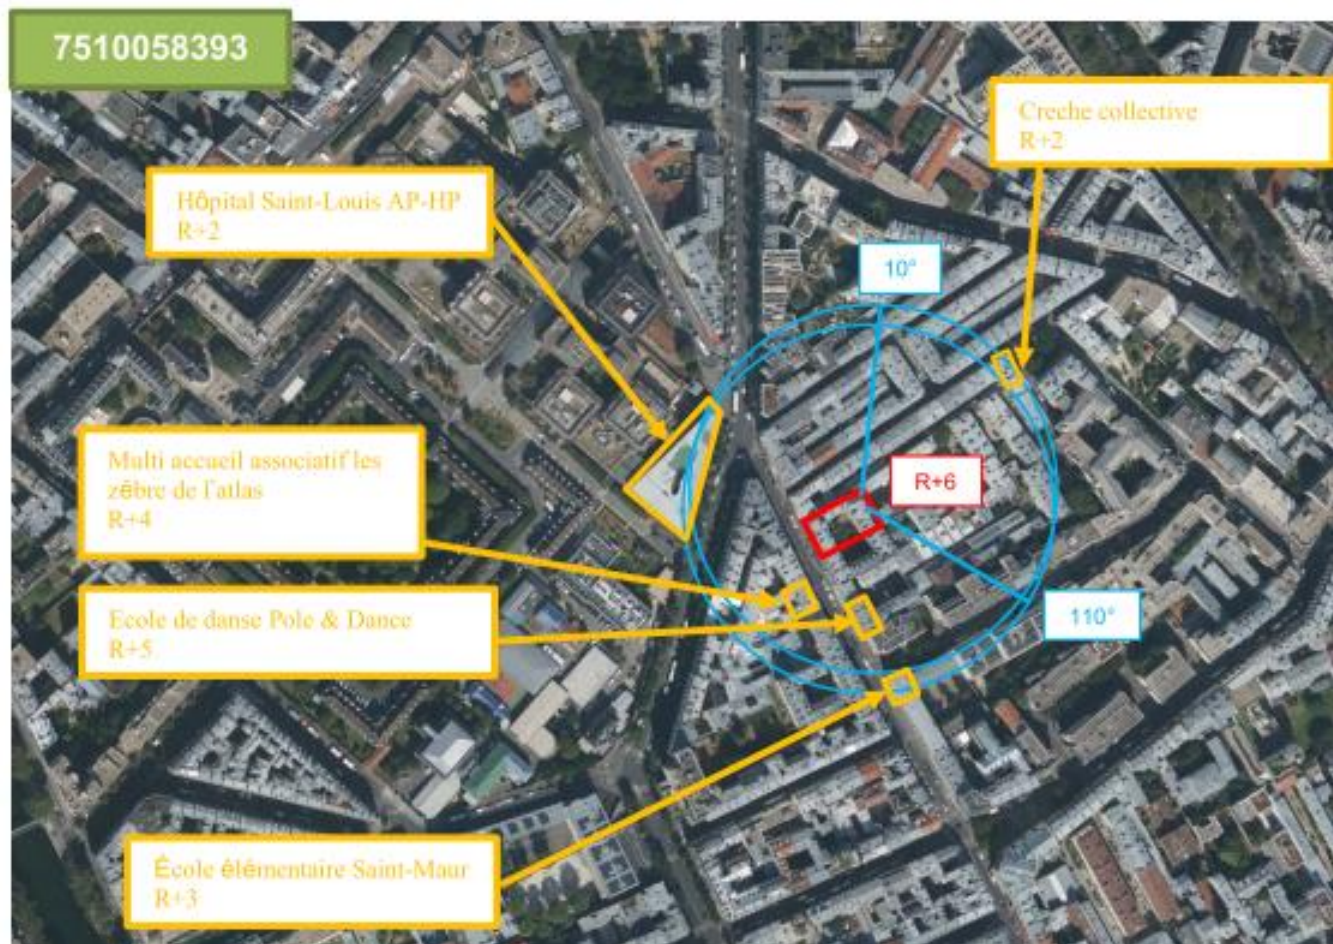 7510058393
Creche collective
R+2
Hôpital Saint-Louis AP-HP
R+2
10°
Multi accueil associatif les
zèbre de l'atlas
R+4
R+6
Ecole de danse Pole & Dance
R+5
110°
École élémentaire Saint-Maur
R+3